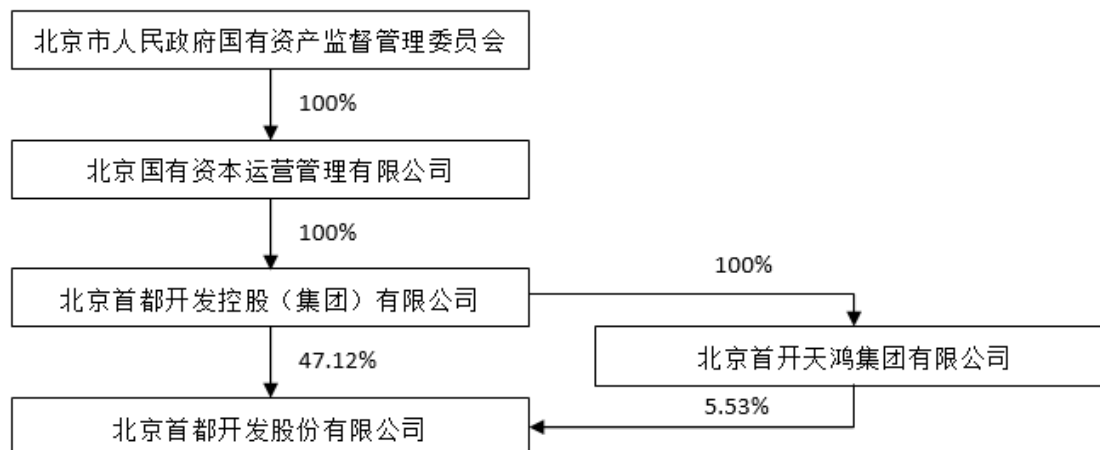 北京市人民政府国有资产监督管理委员会
100%
北京国有资本运营管理有限公司
100%
100%
北京首都开发控股（集团）有限公司
47.12%
北京首开天鸿集团有限公司
5.53%
北京首都开发股份有限公司